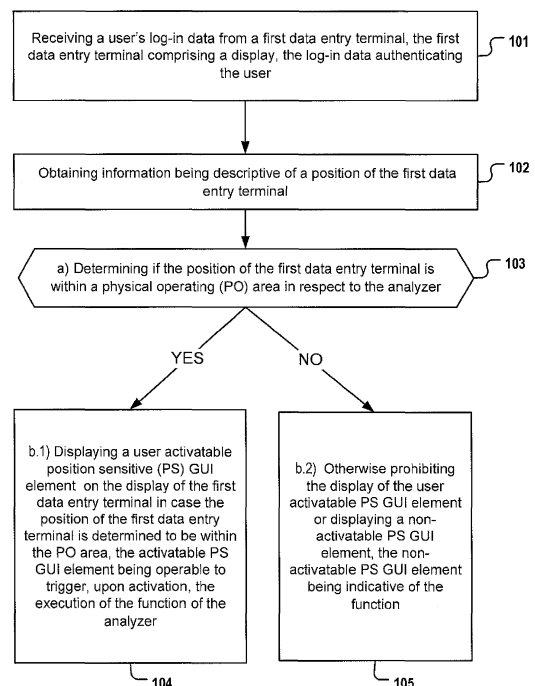 Receiving a user's log-in data from a first data entry terminal, the first
data entry terminal comprising a display, the log-in data authenticating
the user
101
Obtaining information being descriptive of a position of the first data
entry terminal
102
a) Determining if the position of the first data entry terminal is
within a physical operating (PO) area in respect to the analyzer
103
YES
NO
b.1) Displaying a user activatable
position sensitive (PS) GUI
element on the display of the first
data entry terminal in case the
position of the first data entry
terminal is determined to be within
the PO area, the activatable PS
GUI element being operable to
trigger, upon activation, the
execution of the function of the
analyzer
104
b.2) Otherwise prohibiting
the display of the user
activatable PS GUI element
or displaying a non-
activatable PS GUI
element, the non-
activatable PS GUI element
being indicative of the
function
105